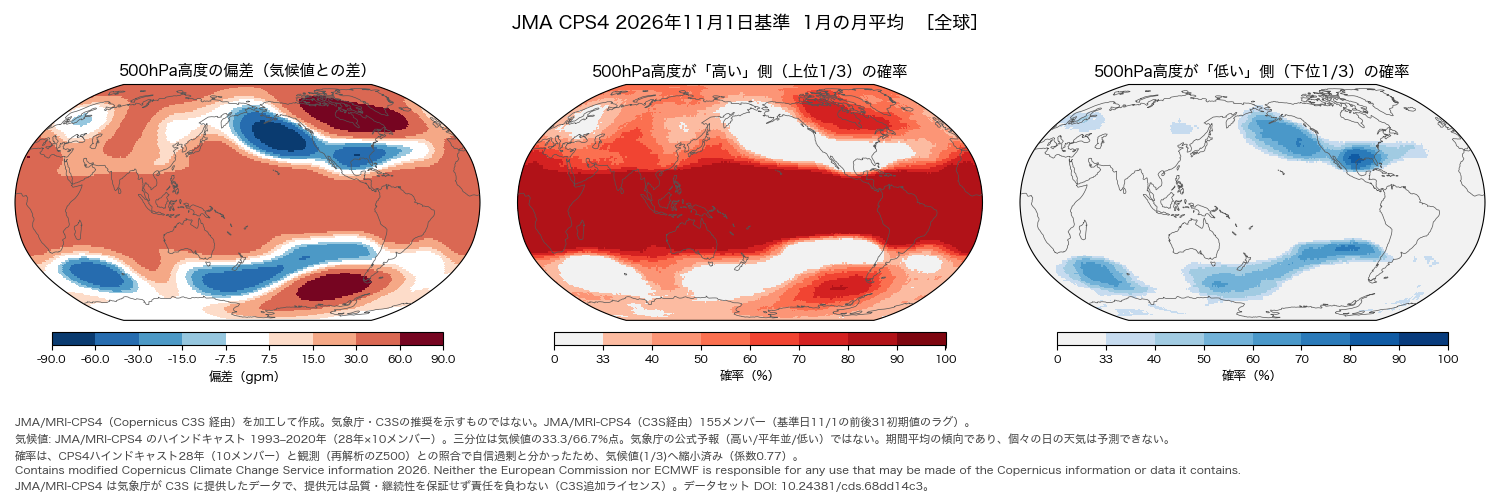 JMA CPS4 2026年11月1日基準 1月の月平均 ［全球］
500hPa高度の偏差（気候値との差）
500hPa高度が「高い」側（上位1/3）の確率
500hPa高度が「低い」側（下位1/3）の確率
-90.0 -60.0 -30.0 -15.0 -7.5 7.5 15.0 30.0 60.0 90.0
偏差（gpm）
0 33 40 50 60 70 80 90 100
確率（%）
0 33 40 50 60 70 80 90 100
確率（%）
JMA/MRI-CPS4（Copernicus C3S 経由）を加工して作成。気象庁・C3Sの推奨を示すものではない。JMA/MRI-CPS4（C3S経由）155メンバー（基準日11/1の前後31初期値のラグ）。
気候値: JMA/MRI-CPS4 のハインドキャスト 1993–2020年（28年×10メンバー）。三分位は気候値の33.3/66.7%点。気象庁の公式予報（高い/平年並/低い）ではない。期間平均の傾向であり、個々の日の天気は予測できない。
確率は、CPS4ハインドキャスト28年（10メンバー）と観測（再解析のZ500）との照合で自信過剰と分かったため、気候値(1/3)へ縮小済み（係数0.77）。
Contains modified Copernicus Climate Change Service information 2026. Neither the European Commission nor ECMWF is responsible for any use that may be made of the Copernicus information or data it contains.
JMA/MRI-CPS4 は気象庁が C3S に提供したデータで、提供元は品質・継続性を保証せず責任を負わない（C3S追加ライセンス）。データセット DOI: 10.24381/cds.68dd14c3。